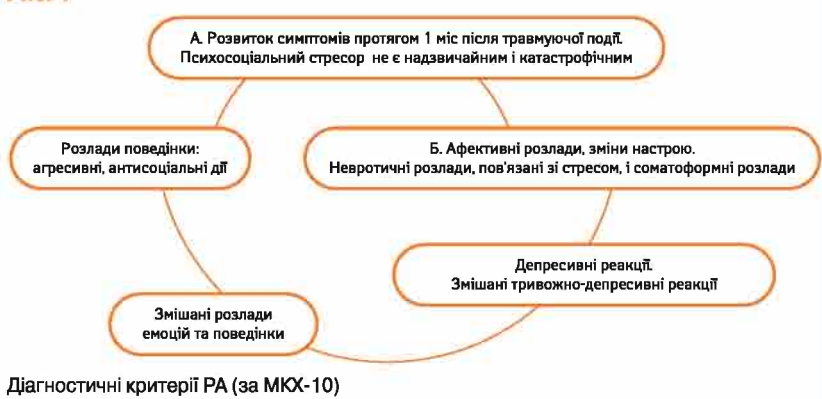 А. Розвиток симптомів протягом 1 міс після травмуючої події.
Психосоціальний стресор не є надзвичайним і катастрофічним
Розлади поведінки:
агресивні, антисоціальні дії
Б. Афективні розлади, зміни настрою.
Невротичні розлади, пов'язані зі стресом, і соматоформні розлади
Депресивні реакції.
Змішані тривожно-депресивні реакції
Змішані розлади
емоцій та поведінки
Діагностичні критерії РА (за МКХ-10)